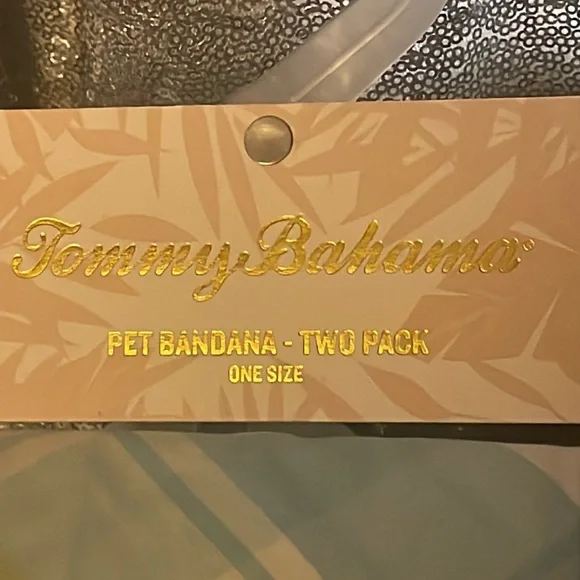 Tommy Bahama®
PET BANDANA - TWO PACK
ONE SIZE